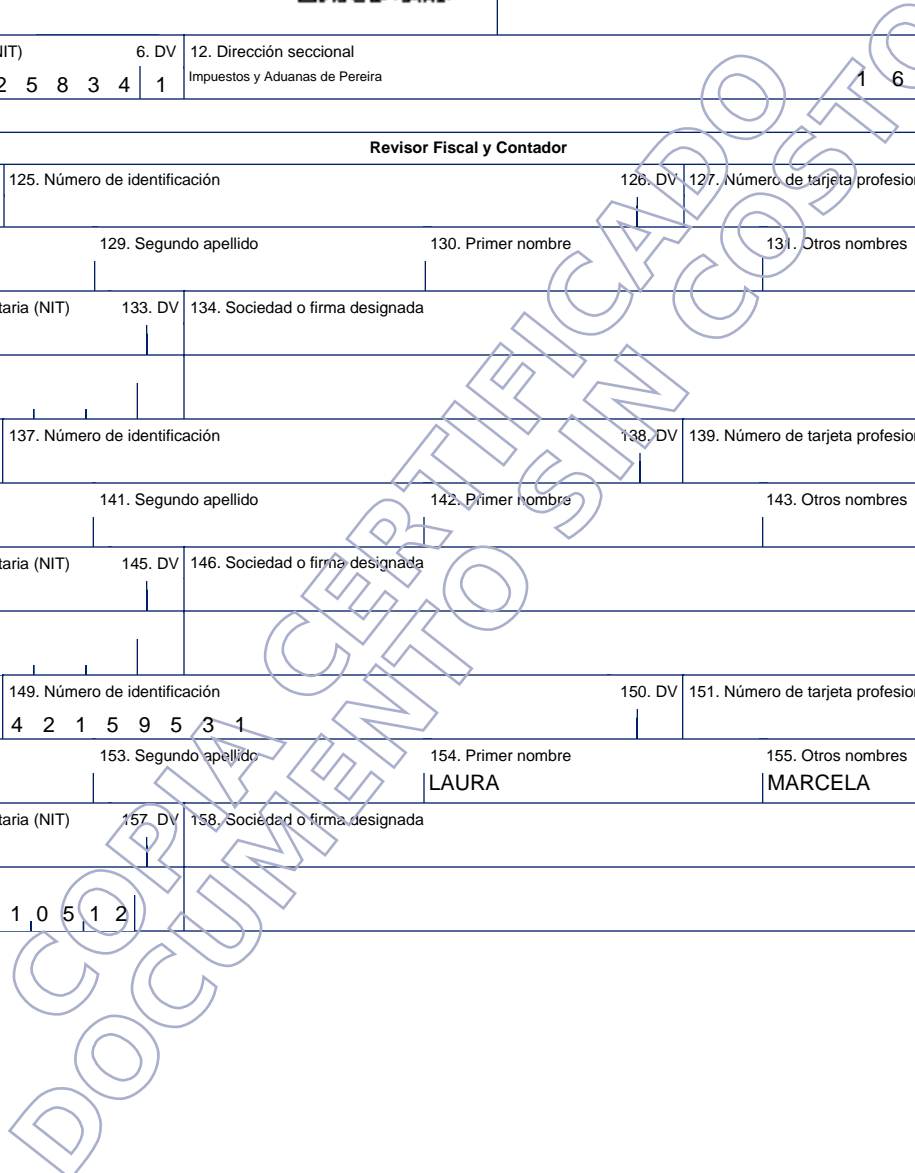 NIT) 6. DV 12. Dirección seccional
2 5 8 3 4 1 Impuestos y Aduanas de Pereira 1 6
Revisor Fiscal y Contador
125. Número de identificación 126. DV 127. Número de tarjeta profesion
129. Segundo apellido 130. Primer nombre 131. Otros nombres
taria (NIT) 133. DV 134. Sociedad o firma designada
137. Número de identificación 138. DV 139. Número de tarjeta profesion
141. Segundo apellido 142. Primer nombre 143. Otros nombres
taria (NIT) 145. DV 146. Sociedad o firma designada
149. Número de identificación 150. DV 151. Número de tarjeta profesion
4 2 1 5 9 5 3 1
153. Segundo apellido 154. Primer nombre 155. Otros nombres
LAURA MARCELA
taria (NIT) 157. DV 158. Sociedad o firma designada
1 0 5 1 2
COPIA CERTIFICADO
DOCUMENTO SIN COSTO